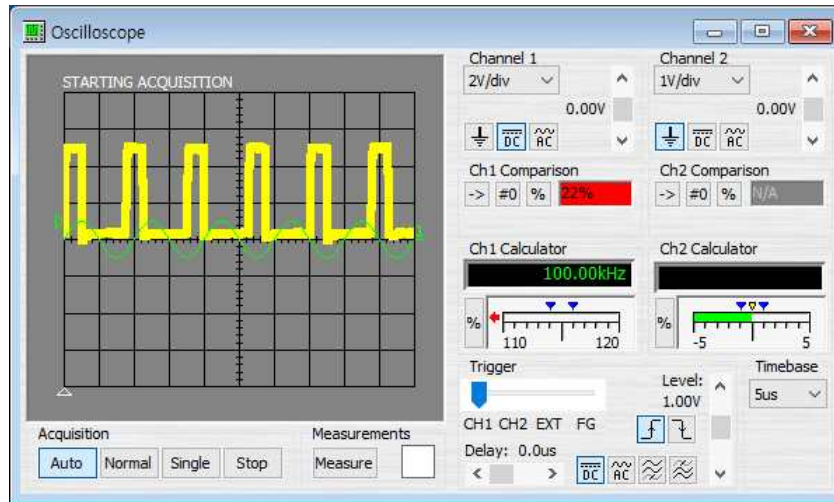 Oscilloscope
STARTING ACQUISITION
Channel 1
2V/div
0.00V
DC AC
Channel 2
1V/div
0.00V
DC AC
Ch1 Comparison
-> #0 % 22%
Ch2 Comparison
-> #0 % N/A
Ch1 Calculator
100.00kHz
%
110 120
Ch2 Calculator
%
-5 5
Trigger
Level:
1.00V
CH1 CH2 EXT FG
Delay: 0.0us
< >
DC AC
Timebase
5us
Acquisition
Auto Normal Single Stop
Measurements
Measure